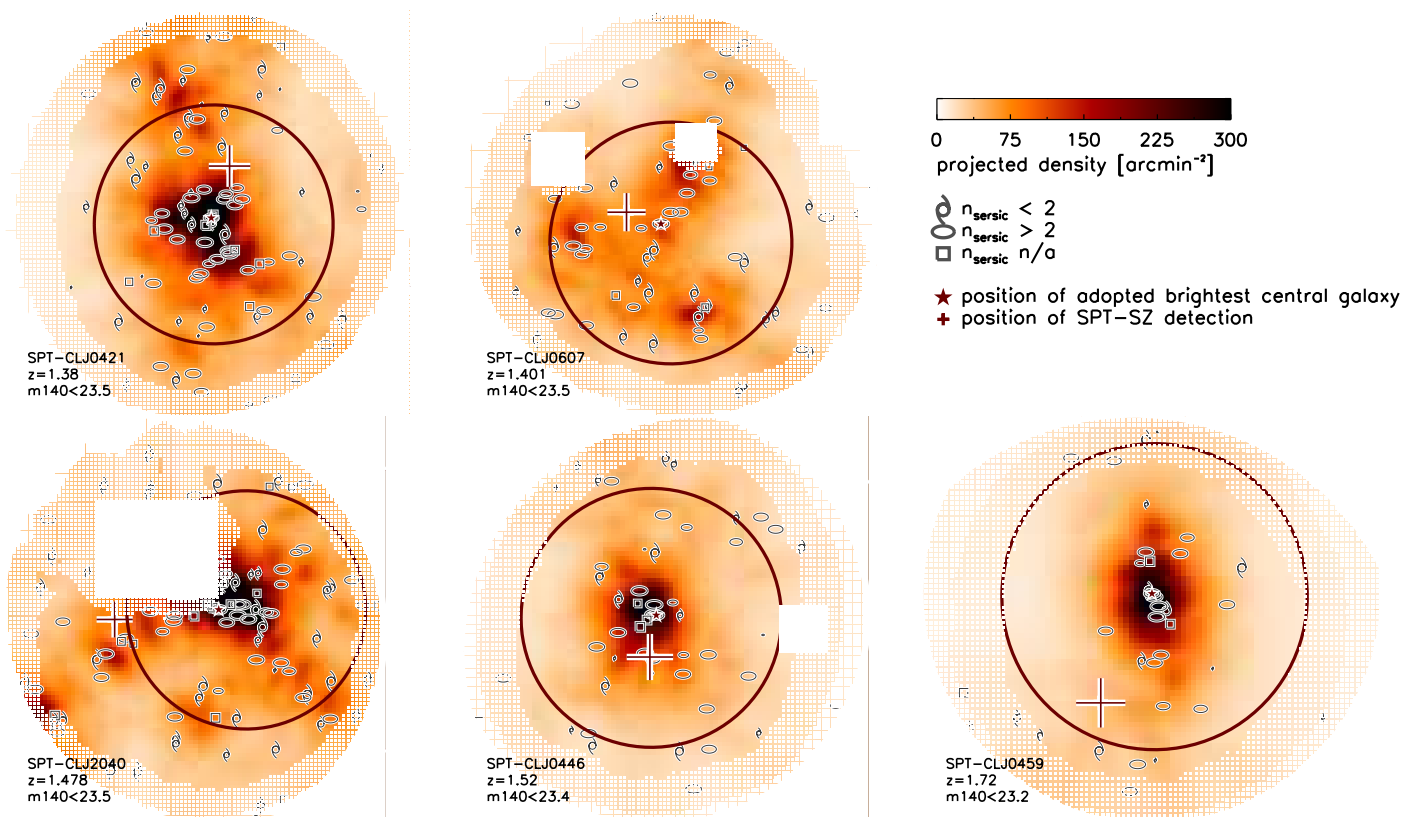 0 75 150 225 300
projected density [arcmin⁻²]
n_sersic < 2
n_sersic > 2
n_sersic n/a
position of adopted brightest central galaxy
position of SPT-SZ detection
SPT-CLJ0421
z=1.38
m140<23.5
SPT-CLJ0607
z=1.401
m140<23.5
SPT-CLJ2040
z=1.478
m140<23.5
SPT-CLJ0446
z=1.52
m140<23.4
SPT-CLJ0459
z=1.72
m140<23.2